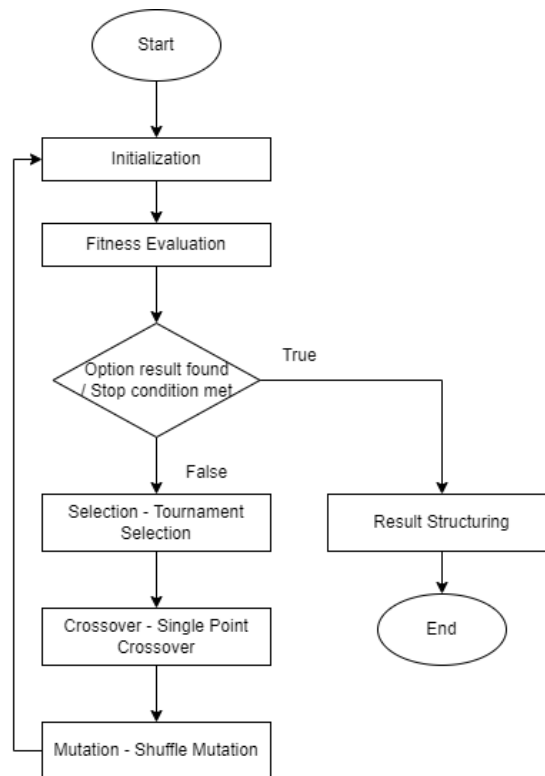 Start
Initialization
Fitness Evaluation
Option result found
/ Stop condition met
True
False
Selection - Tournament
Selection
Result Structuring
Crossover - Single Point
Crossover
End
Mutation - Shuffle Mutation